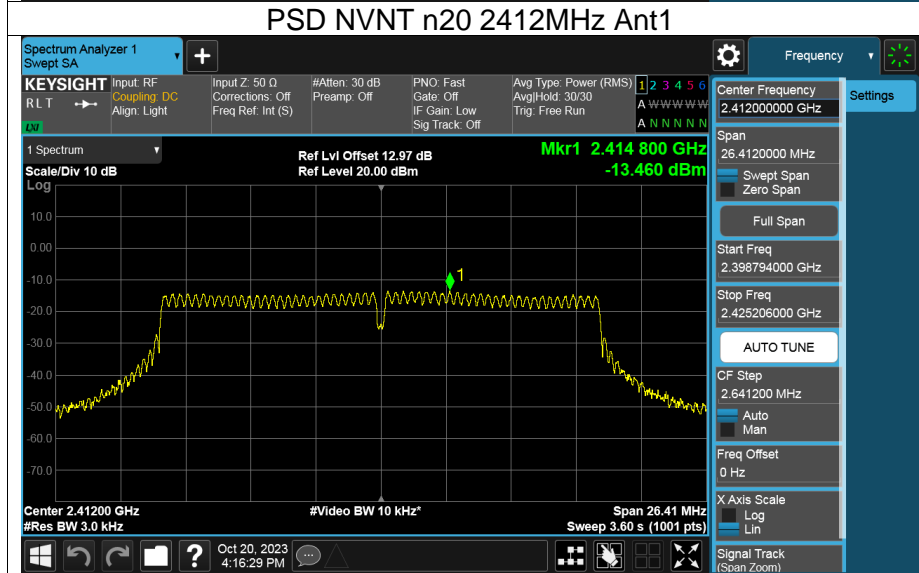 PSD NVNT n20 2412MHz Ant1
Spectrum Analyzer 1
Swept SA
+
Frequency
KEYSIGHT
R L T
LXI
Input: RF
Coupling: DC
Align: Light
Input Z: 50 Ω
Corrections: Off
Freq Ref: Int (S)
#Atten: 30 dB
Preamp: Off
PNO: Fast
Gate: Off
IF Gain: Low
Sig Track: Off
Avg Type: Power (RMS)
Avg|Hold: 30/30
Trig: Free Run
1 2 3 4 5 6
A W W W W W
A N N N N N
1 Spectrum
Scale/Div 10 dB
Log
Ref Lvl Offset 12.97 dB
Ref Level 20.00 dBm
Mkr1 2.414 800 GHz
-13.460 dBm
10.0
0.00
-10.0
-20.0
-30.0
-40.0
-50.0
-60.0
-70.0
1
Center 2.41200 GHz
#Res BW 3.0 kHz
#Video BW 10 kHz*
Span 26.41 MHz
Sweep 3.60 s (1001 pts)
?
Oct 20, 2023
4:16:29 PM
Center Frequency
2.412000000 GHz
Span
26.4120000 MHz
Swept Span
Zero Span
Full Span
Start Freq
2.398794000 GHz
Stop Freq
2.425206000 GHz
AUTO TUNE
CF Step
2.641200 MHz
Auto
Man
Freq Offset
0 Hz
X Axis Scale
Log
Lin
Signal Track
(Span Zoom)
Settings